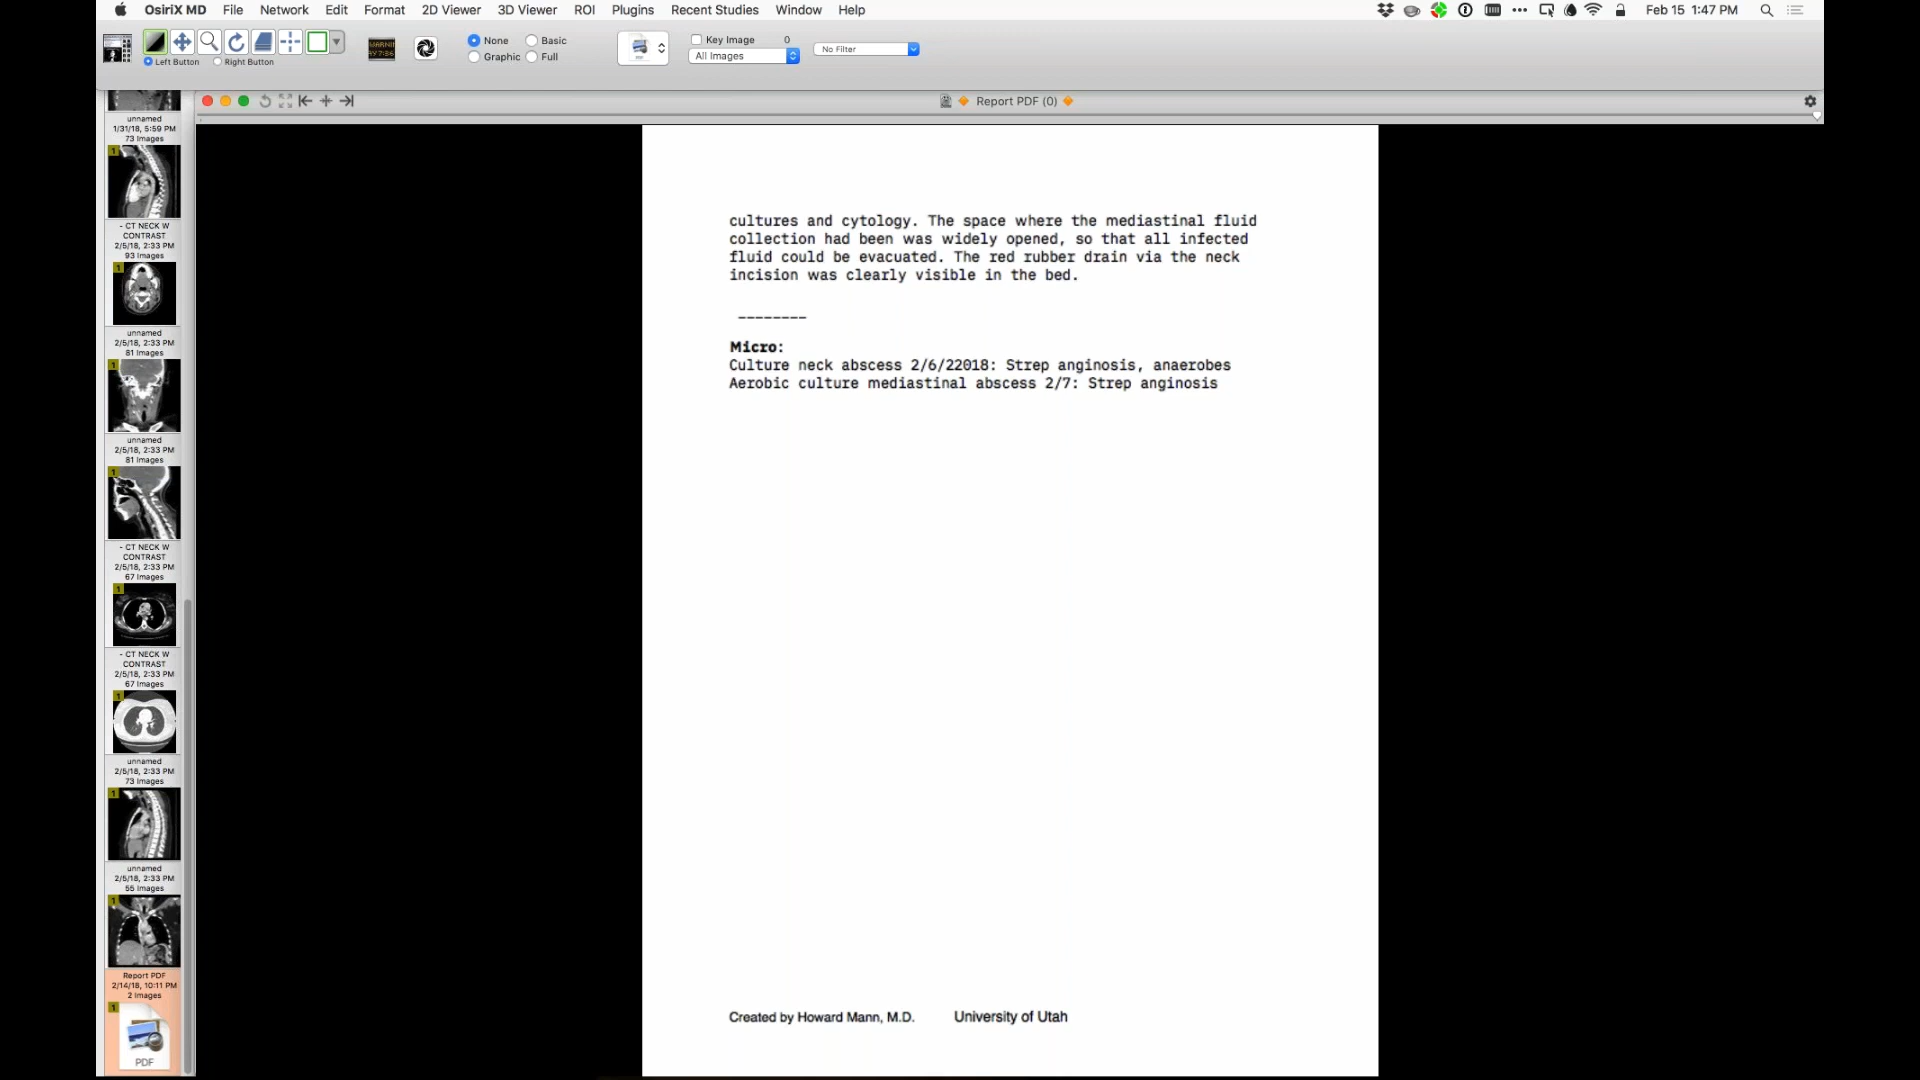 OsiriX MD File Network Edit Format 2D Viewer 3D Viewer ROI Plugins Recent Studies Window Help Feb 15 1:47 PM
None Basic
Graphic Full
Left Button Right Button
Key Image 0
All Images
No Filter
Report PDF (0)
unnamed
1/31/18, 5:59 PM
73 Images
1
- CT NECK W
CONTRAST
2/5/18, 2:33 PM
93 Images
1
unnamed
2/5/18, 2:33 PM
81 Images
1
unnamed
2/5/18, 2:33 PM
81 Images
1
- CT NECK W
CONTRAST
2/5/18, 2:33 PM
67 Images
1
- CT NECK W
CONTRAST
2/5/18, 2:33 PM
67 Images
1
unnamed
2/5/18, 2:33 PM
73 Images
1
unnamed
2/5/18, 2:33 PM
55 Images
1
Report PDF
2/14/18, 10:11 PM
2 Images
1
PDF
cultures and cytology. The space where the mediastinal fluid
collection had been was widely opened, so that all infected
fluid could be evacuated. The red rubber drain via the neck
incision was clearly visible in the bed.
--------
Micro:
Culture neck abscess 2/6/22018: Strep anginosis, anaerobes
Aerobic culture mediastinal abscess 2/7: Strep anginosis
Created by Howard Mann, M.D. University of Utah